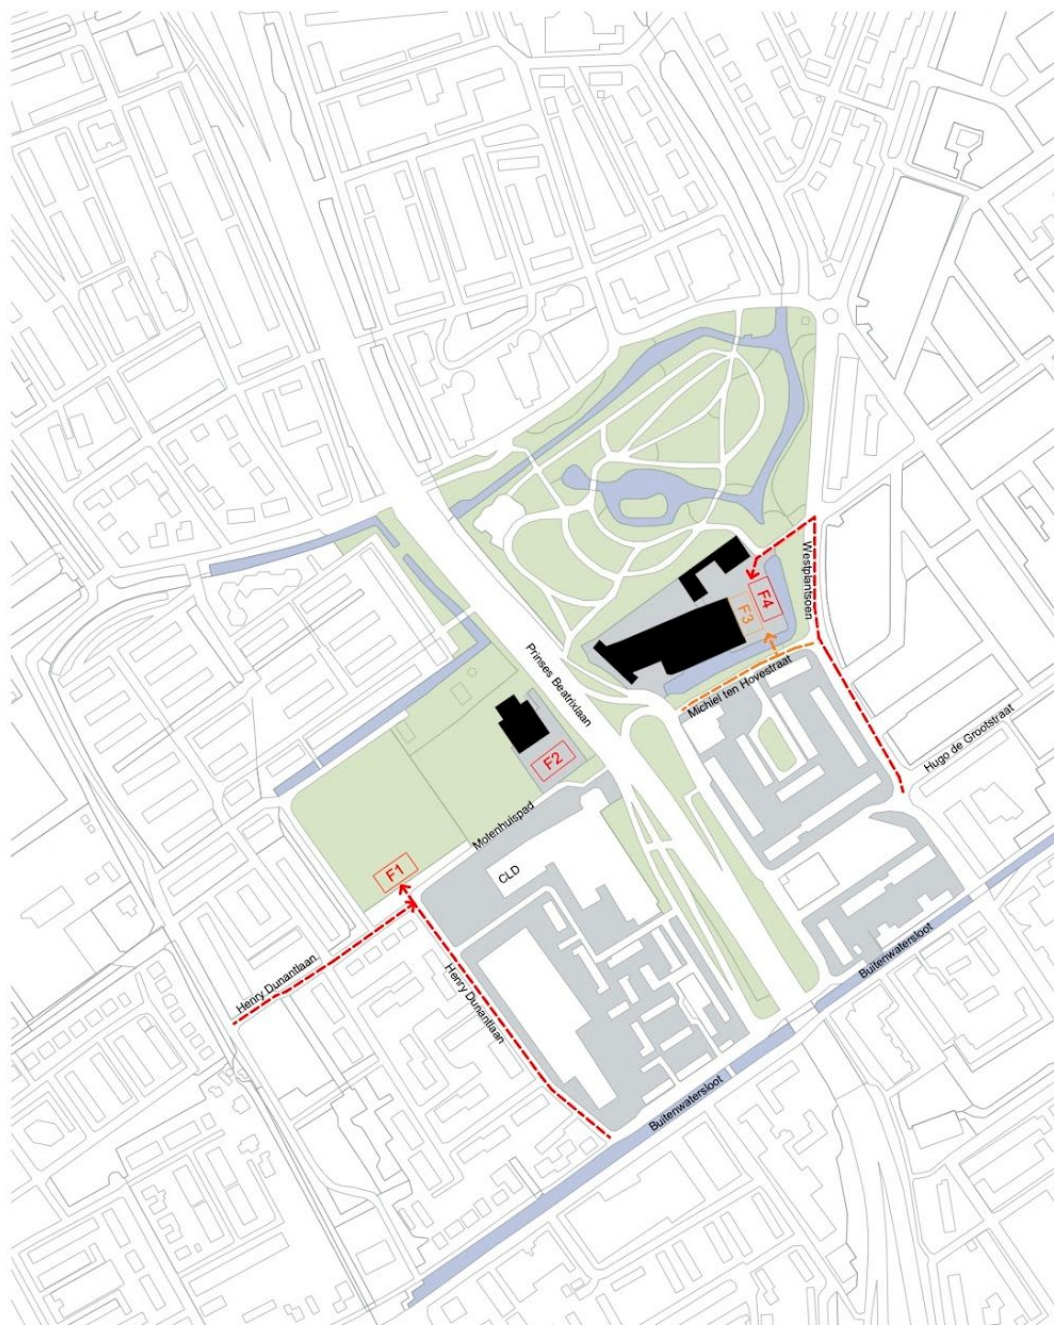 Westplantsoen
F4
F3
Prinses Beatrixlaan
Michiel ten Hovestraat
Hugo de Grootstraat
F2
Molenhuispad
F1
CLD
Henry Dunantlaan
Henry Dunantlaan
Buitenwatersloot
Buitenwatersloot